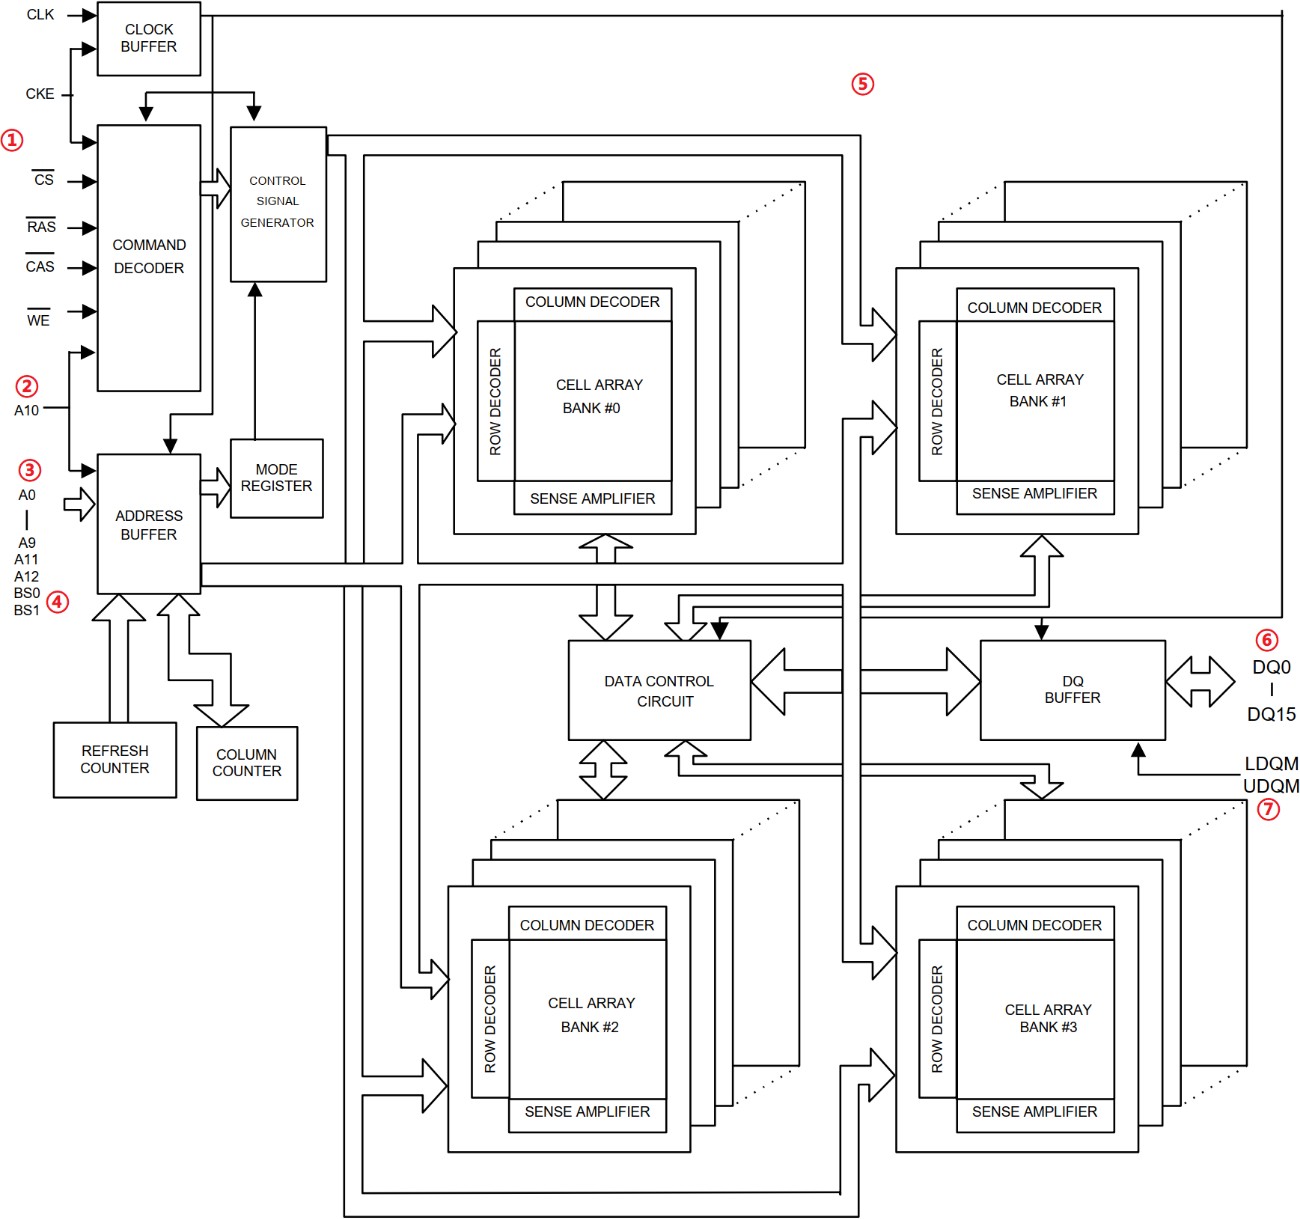 CLK
CLOCK
BUFFER
CKE
⑤
①
CS
RAS
CAS
WE
COMMAND
DECODER
CONTROL
SIGNAL
GENERATOR
②
A10
③
A0
A9
A11
A12
BS0
BS1
④
ADDRESS
BUFFER
MODE
REGISTER
REFRESH
COUNTER
COLUMN
COUNTER
COLUMN DECODER
ROW DECODER
CELL ARRAY
BANK #0
SENSE AMPLIFIER
COLUMN DECODER
ROW DECODER
CELL ARRAY
BANK #1
SENSE AMPLIFIER
DATA CONTROL
CIRCUIT
DQ
BUFFER
⑥
DQ0
DQ15
LDQM
UDQM
⑦
COLUMN DECODER
ROW DECODER
CELL ARRAY
BANK #2
SENSE AMPLIFIER
COLUMN DECODER
ROW DECODER
CELL ARRAY
BANK #3
SENSE AMPLIFIER